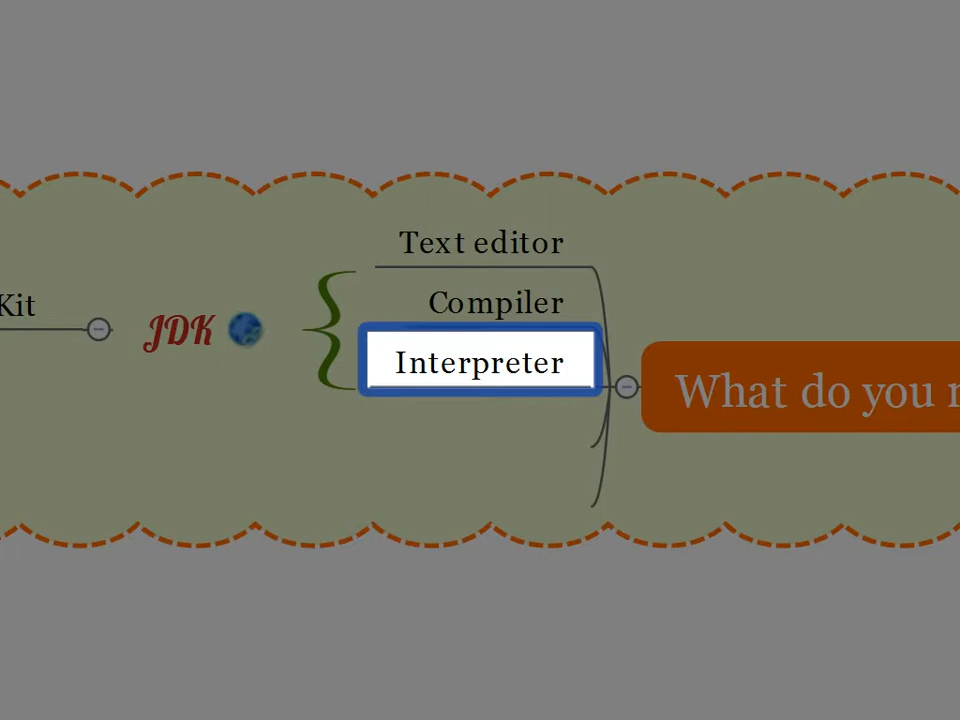 Text editor
Compiler
Kit
JDK
Interpreter
What do you